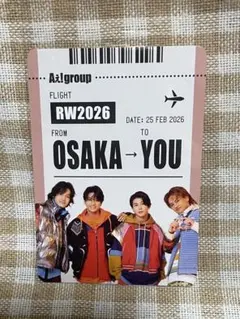 Aぇ! group
FLIGHT
RW2026
DATE: 25 FEB 2026
FROM
TO
OSAKA → YOU